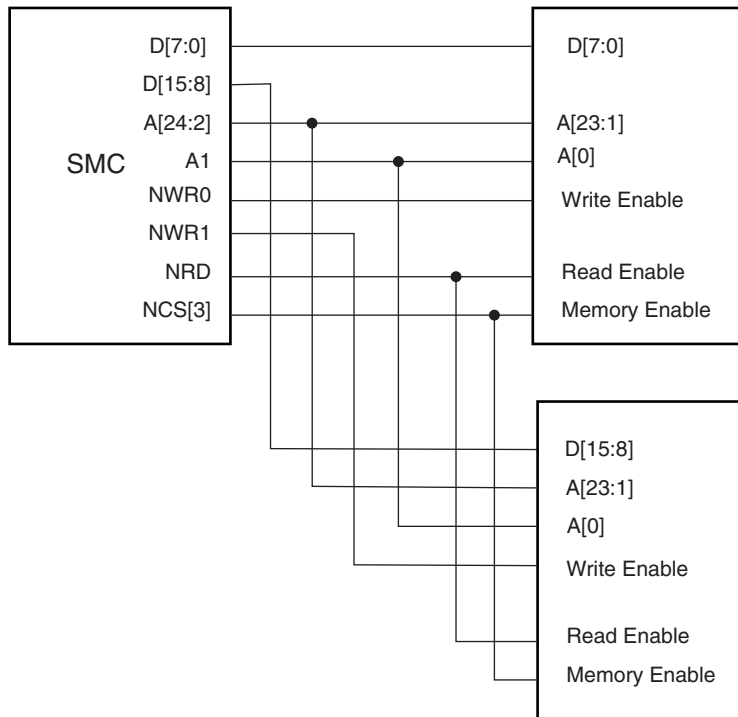 D[7:0]
D[15:8]
A[24:2]
SMC
A1
NWR0
NWR1
NRD
NCS[3]
D[7:0]
A[23:1]
A[0]
Write Enable
Read Enable
Memory Enable
D[15:8]
A[23:1]
A[0]
Write Enable
Read Enable
Memory Enable